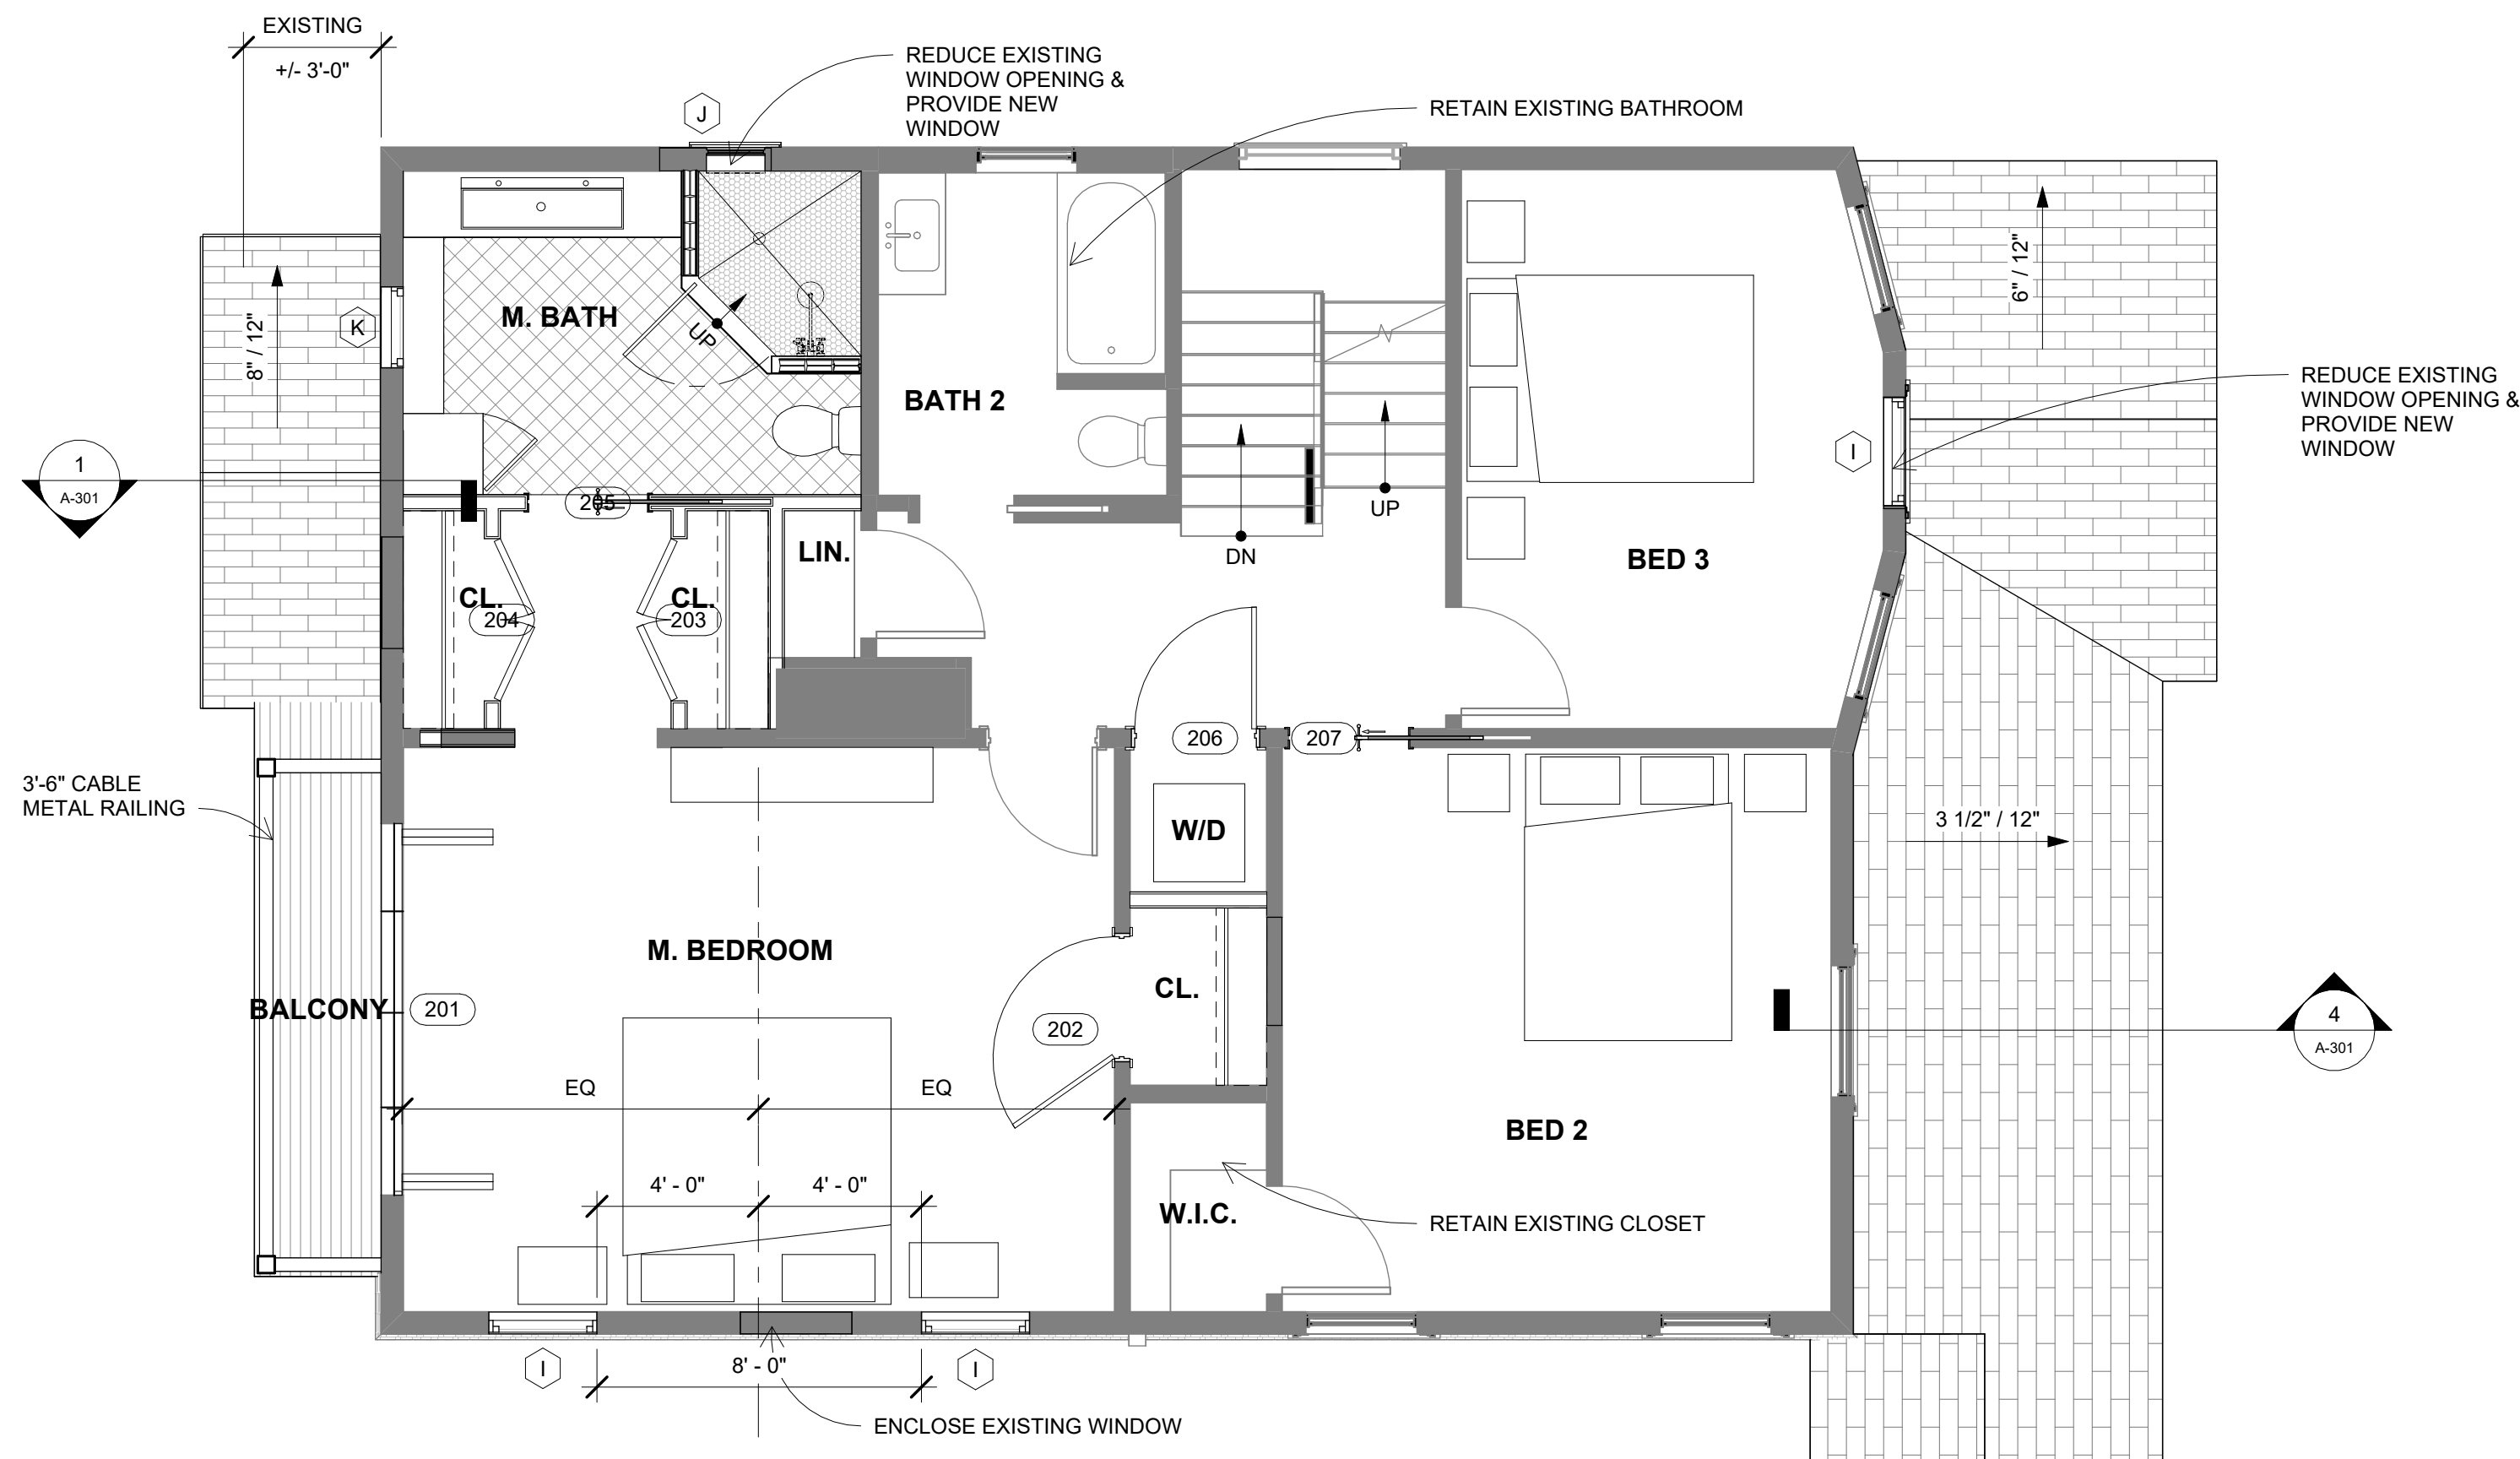 EXISTING
+/- 3'-0"
REDUCE EXISTING
WINDOW OPENING &
PROVIDE NEW
WINDOW
J
RETAIN EXISTING BATHROOM
8" / 12"
K
M. BATH
UP
BATH 2
6" / 12"
REDUCE EXISTING
WINDOW OPENING &
PROVIDE NEW
WINDOW
I
1
A-301
205
UP
DN
LIN.
BED 3
CL.
204
CL.
203
206
207
3'-6" CABLE
METAL RAILING
W/D
3 1/2" / 12"
M. BEDROOM
BALCONY
201
CL.
202
4
A-301
EQ
EQ
BED 2
4' - 0"
4' - 0"
W.I.C.
RETAIN EXISTING CLOSET
I
8' - 0"
I
ENCLOSE EXISTING WINDOW